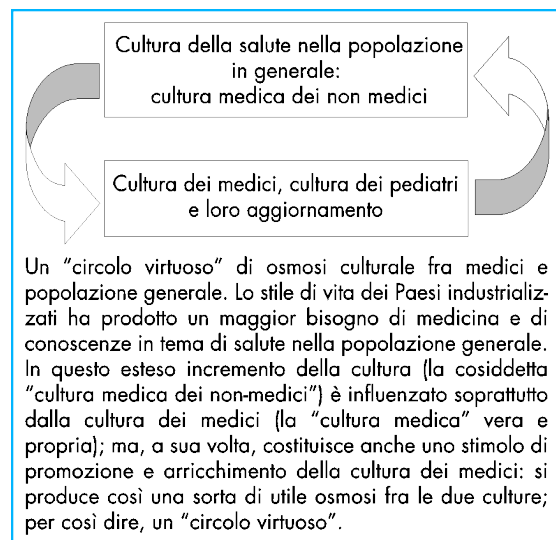 Cultura della salute nella popolazione
in generale:
cultura medica dei non medici
Cultura dei medici, cultura dei pediatri
e loro aggiornamento
Un “circolo virtuoso” di osmosi culturale fra medici e
popolazione generale. Lo stile di vita dei Paesi industrializ-
zati ha prodotto un maggior bisogno di medicina e di
conoscenze in tema di salute nella popolazione generale.
In questo esteso incremento della cultura (la cosiddetta
“cultura medica dei non-medici”) è influenzato soprattutto
dalla cultura dei medici (la “cultura medica” vera e
propria); ma, a sua volta, costituisce anche uno stimolo di
promozione e arricchimento della cultura dei medici: si
produce così una sorta di utile osmosi fra le due culture;
per così dire, un “circolo virtuoso”.